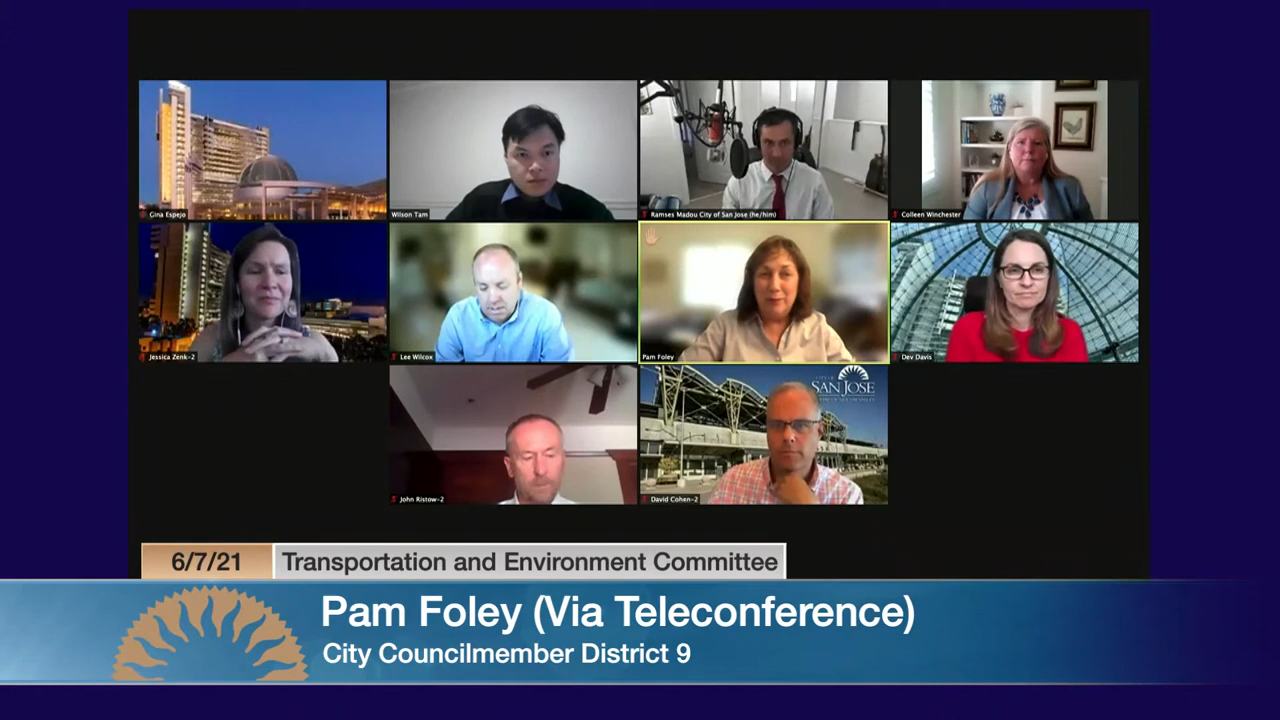 Gina Espejo
Wilson Tam
Ramses Madou City of San Jose (he/him)
Colleen Winchester
Jessica Zenk-2
Lee Wilcox
Pam Foley
Dev Davis
John Ristow-2
CITY OF
SAN JOSE
David Cohen-2
6/7/21
Transportation and Environment Committee
Pam Foley (Via Teleconference)
City Councilmember District 9